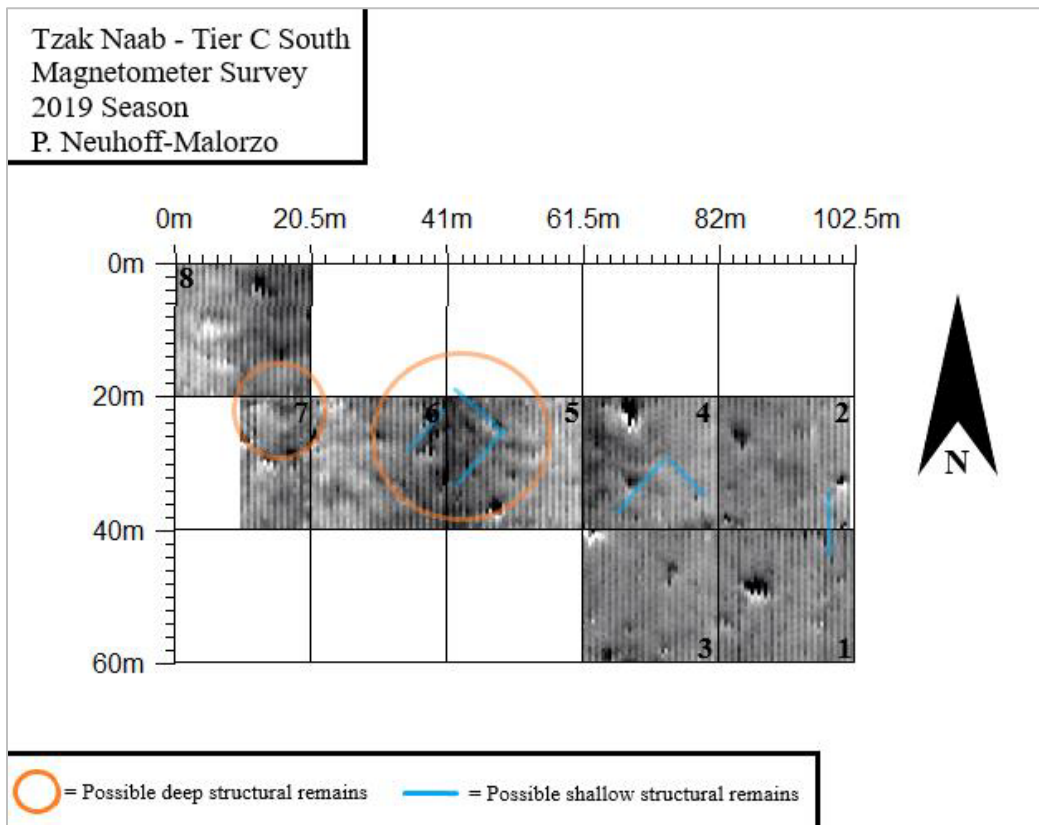 Tzak Naab - Tier C South
Magnetometer Survey
2019 Season
P. Neuhoff-Malorzo
0m 20.5m 41m 61.5m 82m 102.5m
0m
8
20m
7 6 5 4 2
N
40m
3 1
60m
= Possible deep structural remains = Possible shallow structural remains